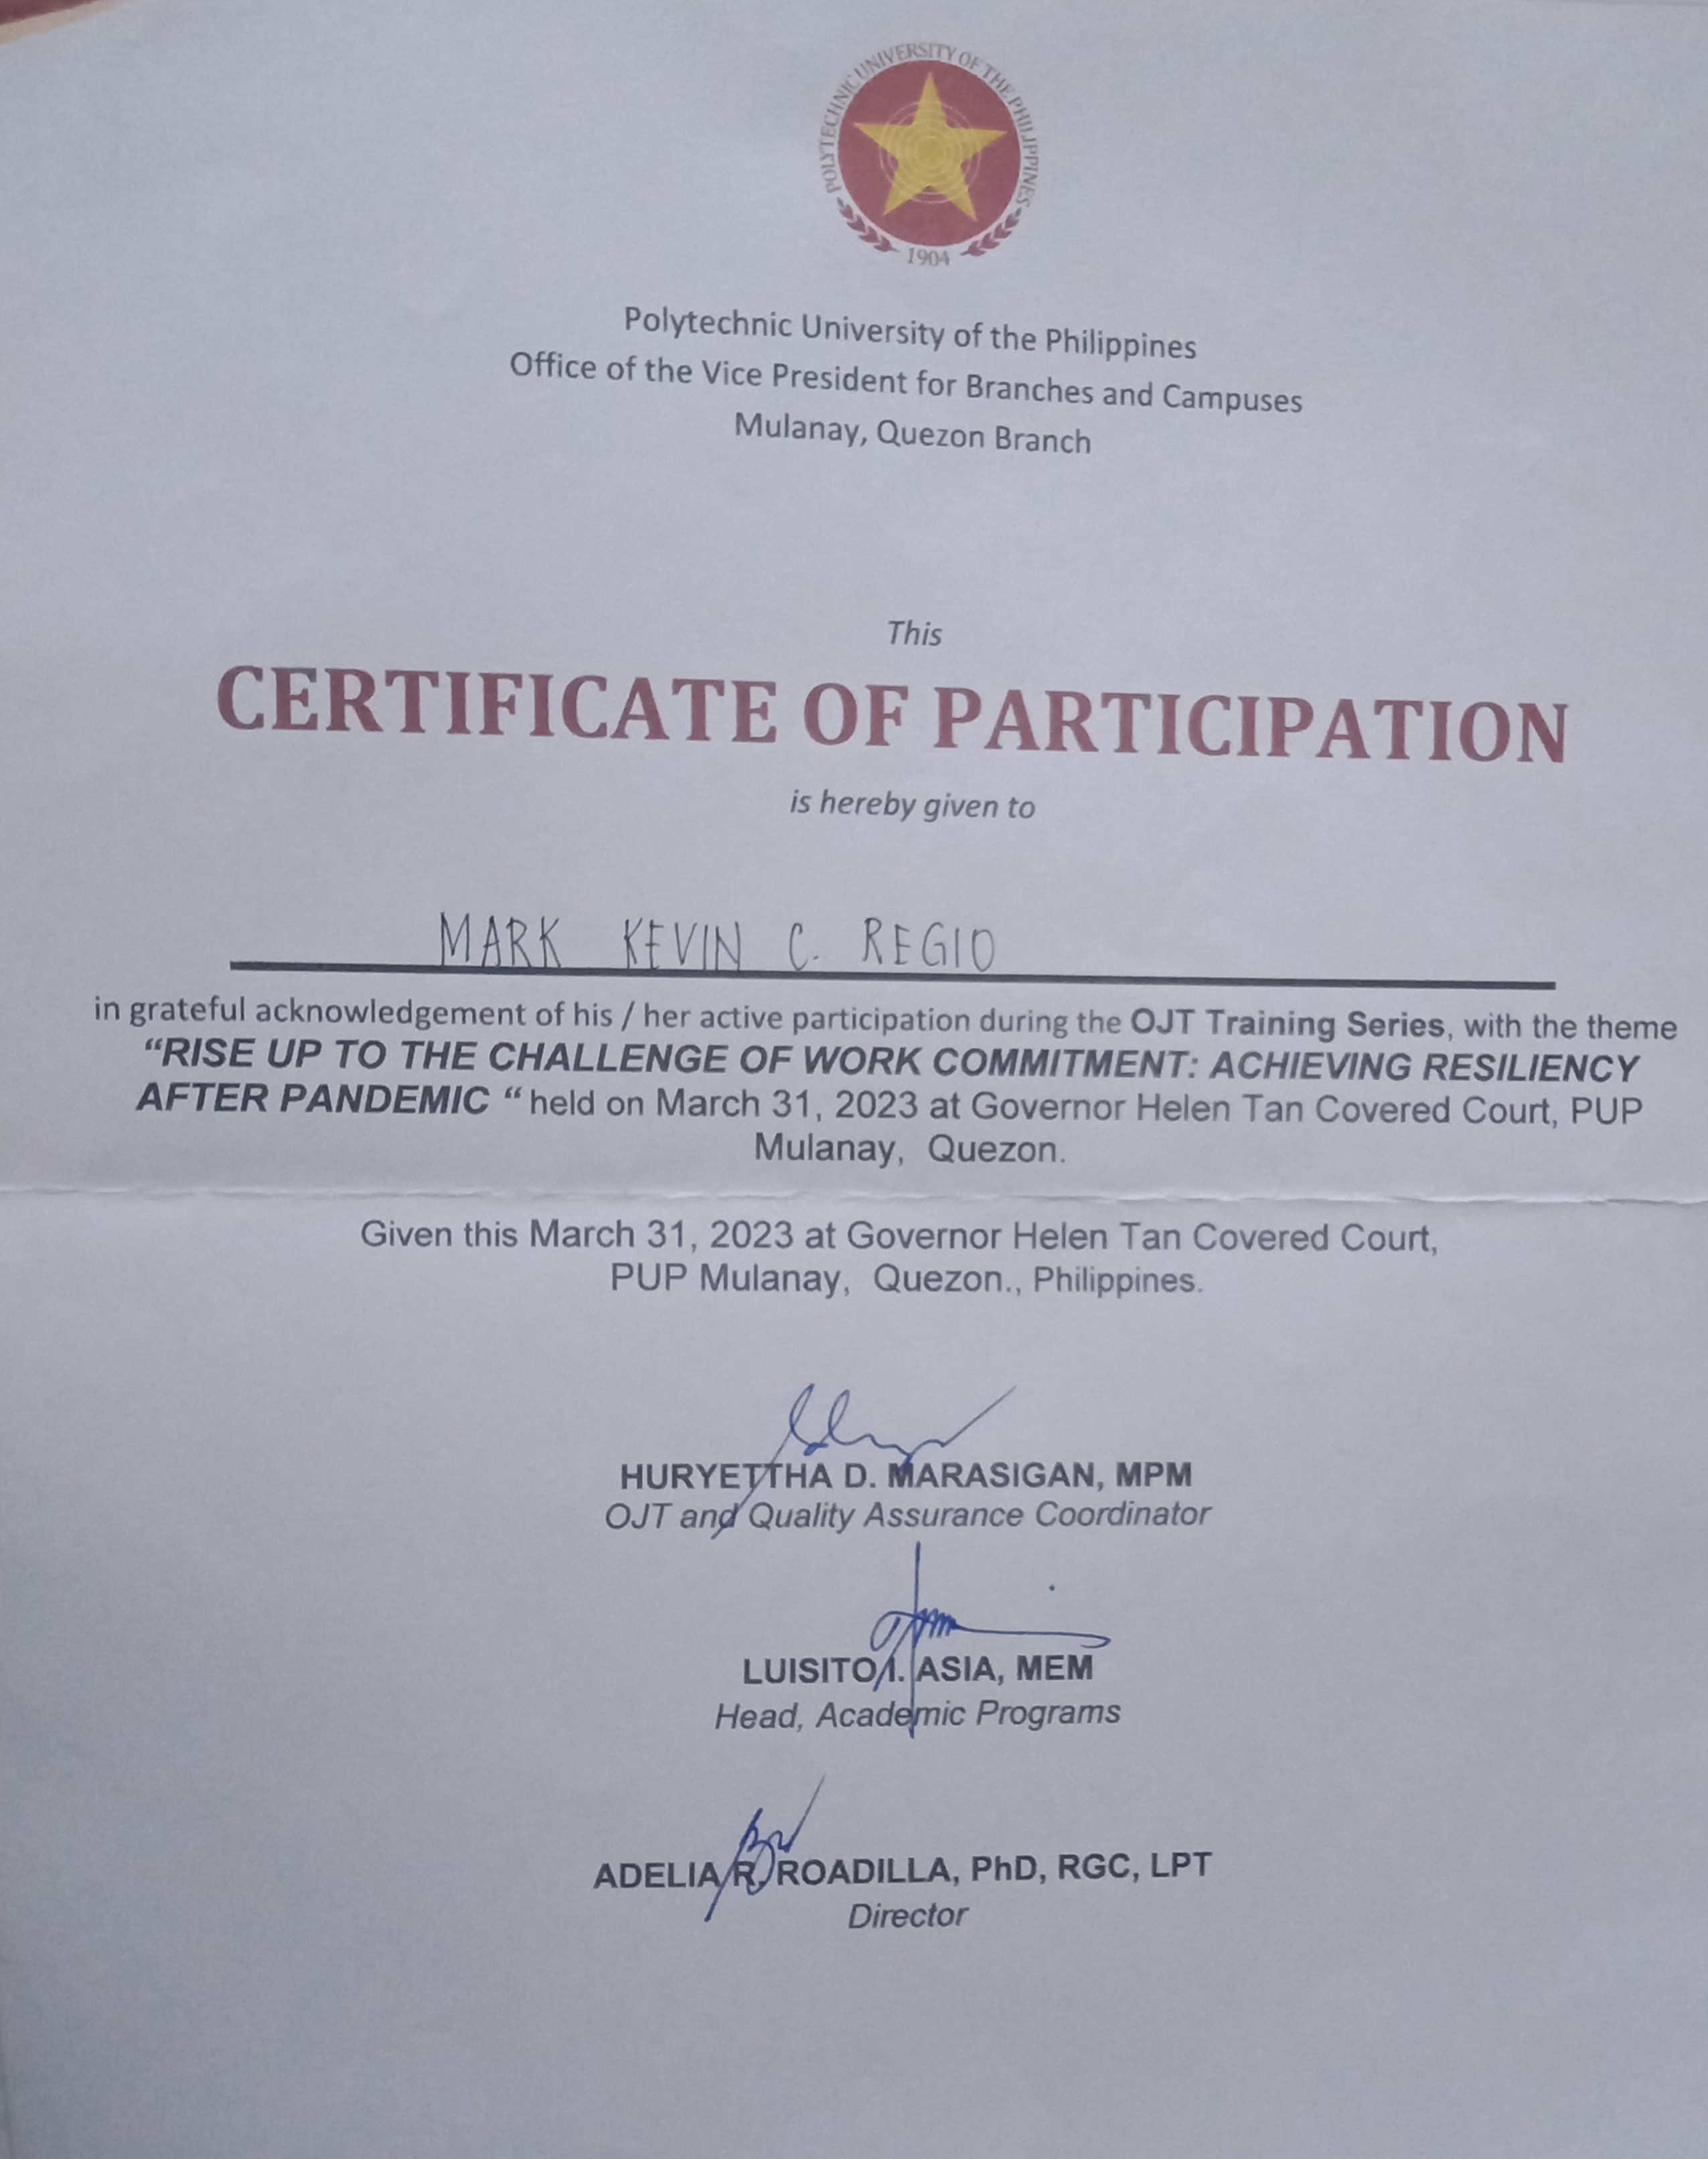 POLYTECHNIC UNIVERSITY OF THE PHILIPPINES
1904
Polytechnic University of the Philippines
Office of the Vice President for Branches and Campuses
Mulanay, Quezon Branch
This
CERTIFICATE OF PARTICIPATION
is hereby given to
MARK KEVIN C. REGIO
in grateful acknowledgement of his / her active participation during the OJT Training Series, with the theme
“RISE UP TO THE CHALLENGE OF WORK COMMITMENT: ACHIEVING RESILIENCY
AFTER PANDEMIC “ held on March 31, 2023 at Governor Helen Tan Covered Court, PUP
Mulanay, Quezon.
Given this March 31, 2023 at Governor Helen Tan Covered Court,
PUP Mulanay, Quezon., Philippines.
HURYETTHA D. MARASIGAN, MPM
OJT and Quality Assurance Coordinator
LUISITO I. ASIA, MEM
Head, Academic Programs
ADELIA R. ROADILLA, PhD, RGC, LPT
Director